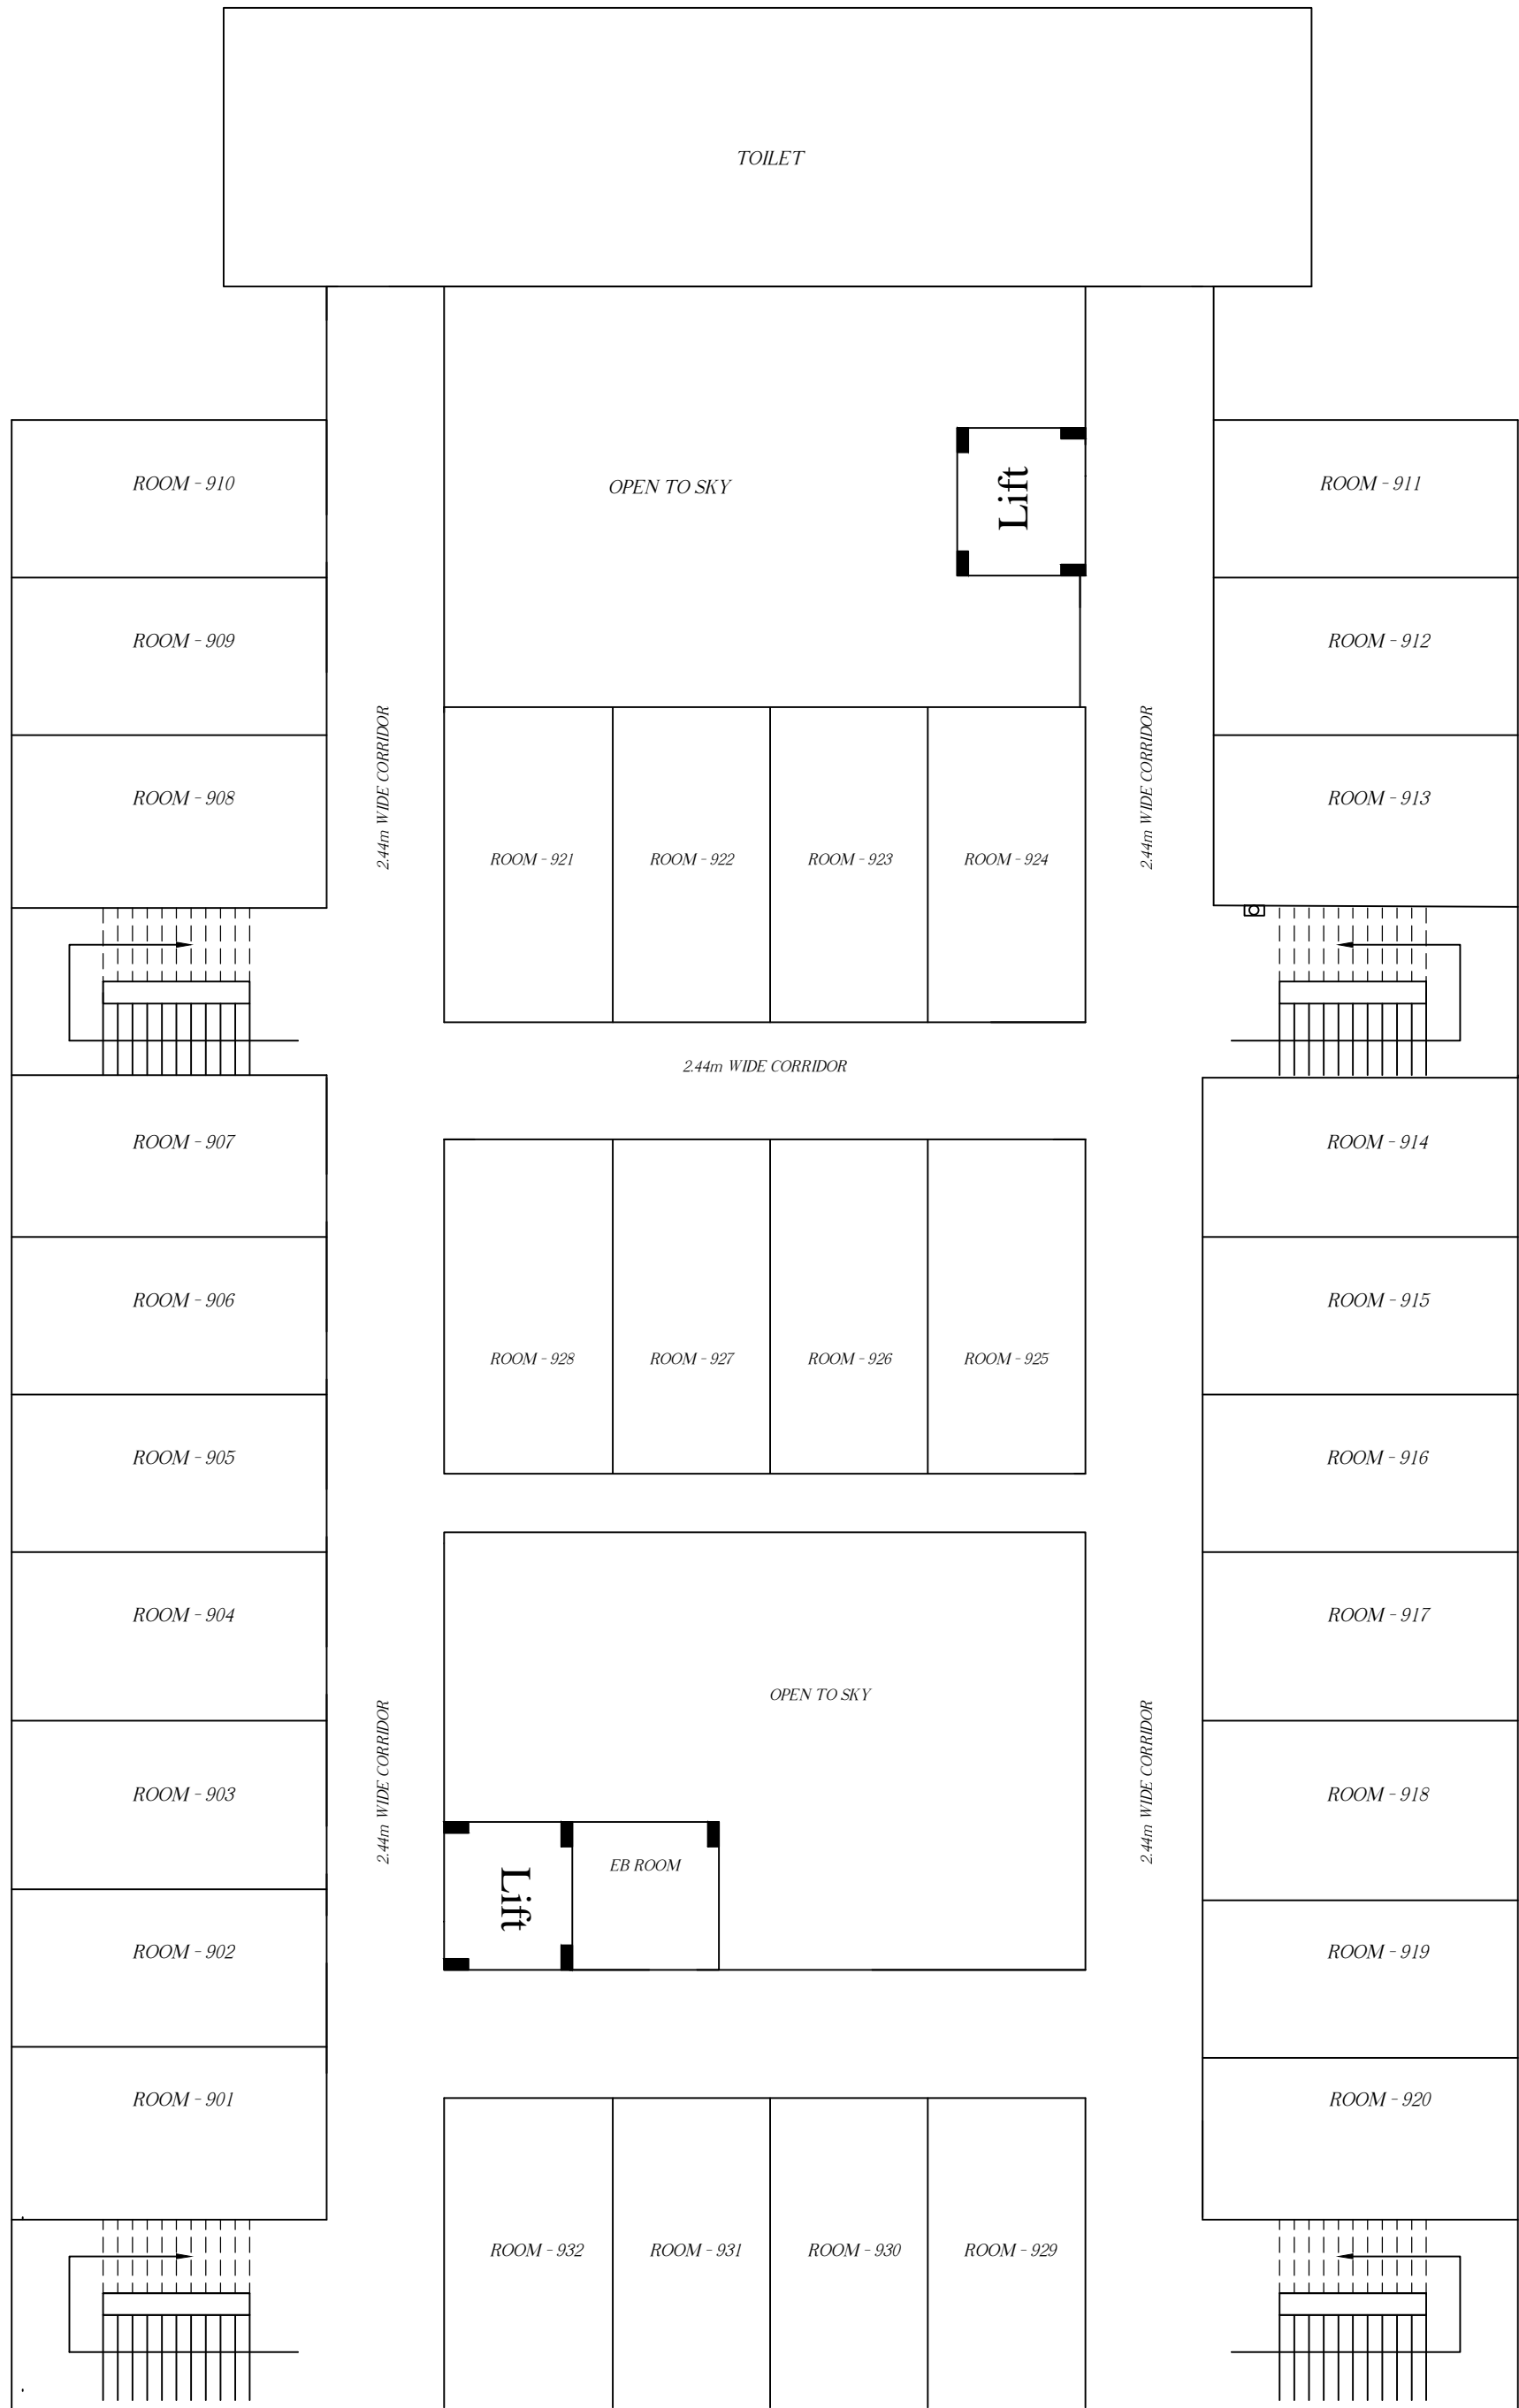 TOILET
ROOM - 910
OPEN TO SKY
Lift
ROOM - 911
ROOM - 909
ROOM - 912
2.44m WIDE CORRIDOR
2.44m WIDE CORRIDOR
ROOM - 908
ROOM - 913
ROOM - 921
ROOM - 922
ROOM - 923
ROOM - 924
2.44m WIDE CORRIDOR
ROOM - 907
ROOM - 914
ROOM - 906
ROOM - 915
ROOM - 928
ROOM - 927
ROOM - 926
ROOM - 925
ROOM - 905
ROOM - 916
ROOM - 904
ROOM - 917
OPEN TO SKY
2.44m WIDE CORRIDOR
2.44m WIDE CORRIDOR
ROOM - 903
ROOM - 918
EB ROOM
Lift
ROOM - 902
ROOM - 919
ROOM - 901
ROOM - 920
ROOM - 932
ROOM - 931
ROOM - 930
ROOM - 929